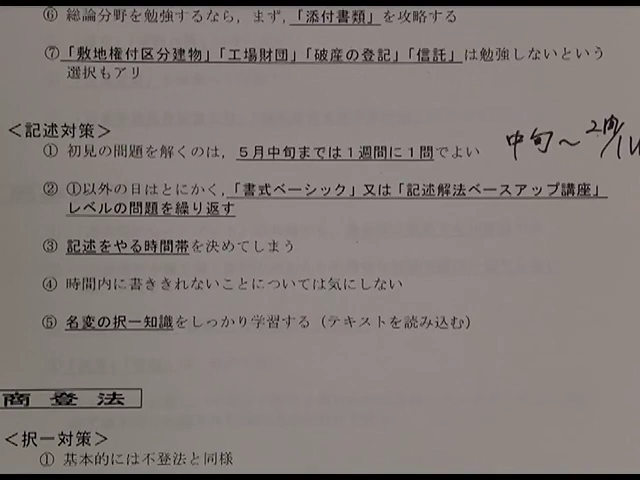 ⑥ 総論分野を勉強するなら，まず，「添付書類」を攻略する
⑦「敷地権付区分建物」「工場財団」「破産の登記」「信託」は勉強しないという
選択もアリ
＜記述対策＞
① 初見の問題を解くのは，５月中旬までは１週間に１問でよい
中旬～2問/1W
② ①以外の日はとにかく，「書式ベーシック」又は「記述解法ベースアップ講座」
レベルの問題を繰り返す
③ 記述をやる時間帯を決めてしまう
④ 時間内に書ききれないことについては気にしない
⑤ 名変の択一知識をしっかり学習する（テキストを読み込む）
商登法
＜択一対策＞
① 基本的には不登法と同様